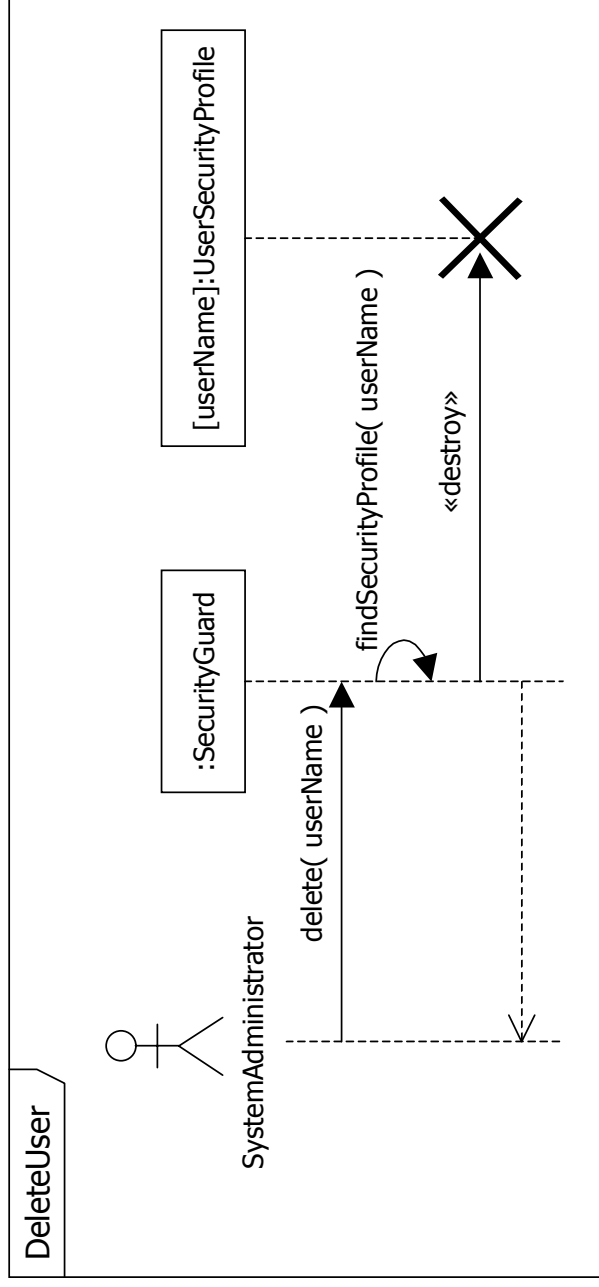 DeleteUser
SystemAdministrator
:SecurityGuard
[userName]:UserSecurityProfile
delete( userName )
findSecurityProfile( userName )
«destroy»